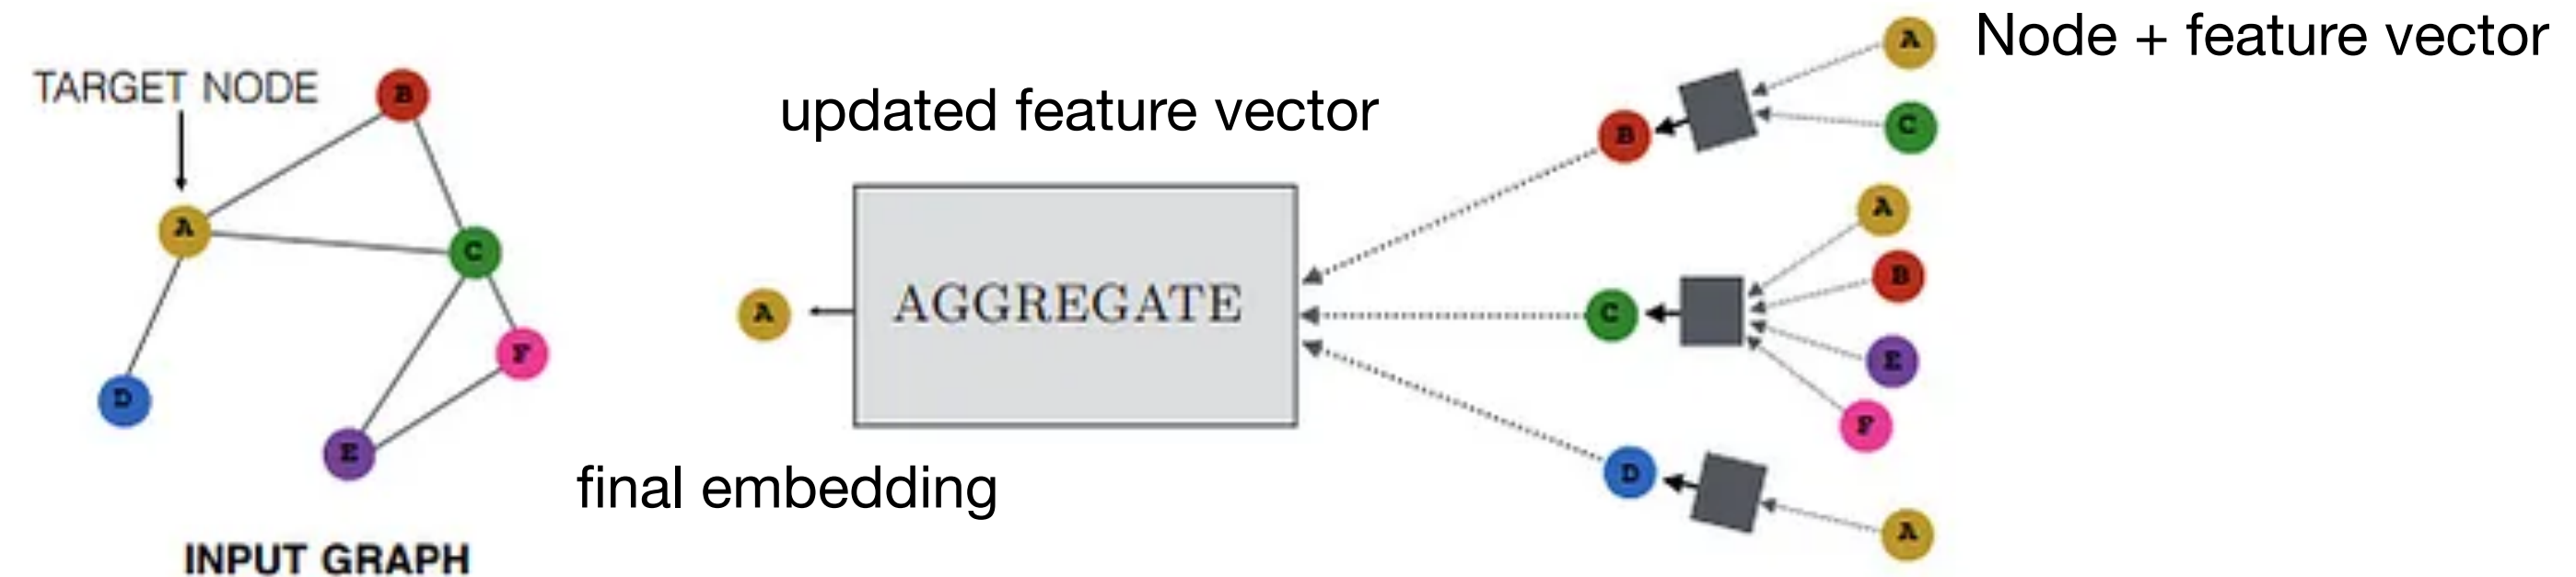 TARGET NODE
B
A
C
F
D
E
INPUT GRAPH
updated feature vector
A
AGGREGATE
final embedding
B
C
D
A
C
A
B
E
F
A
Node + feature vector